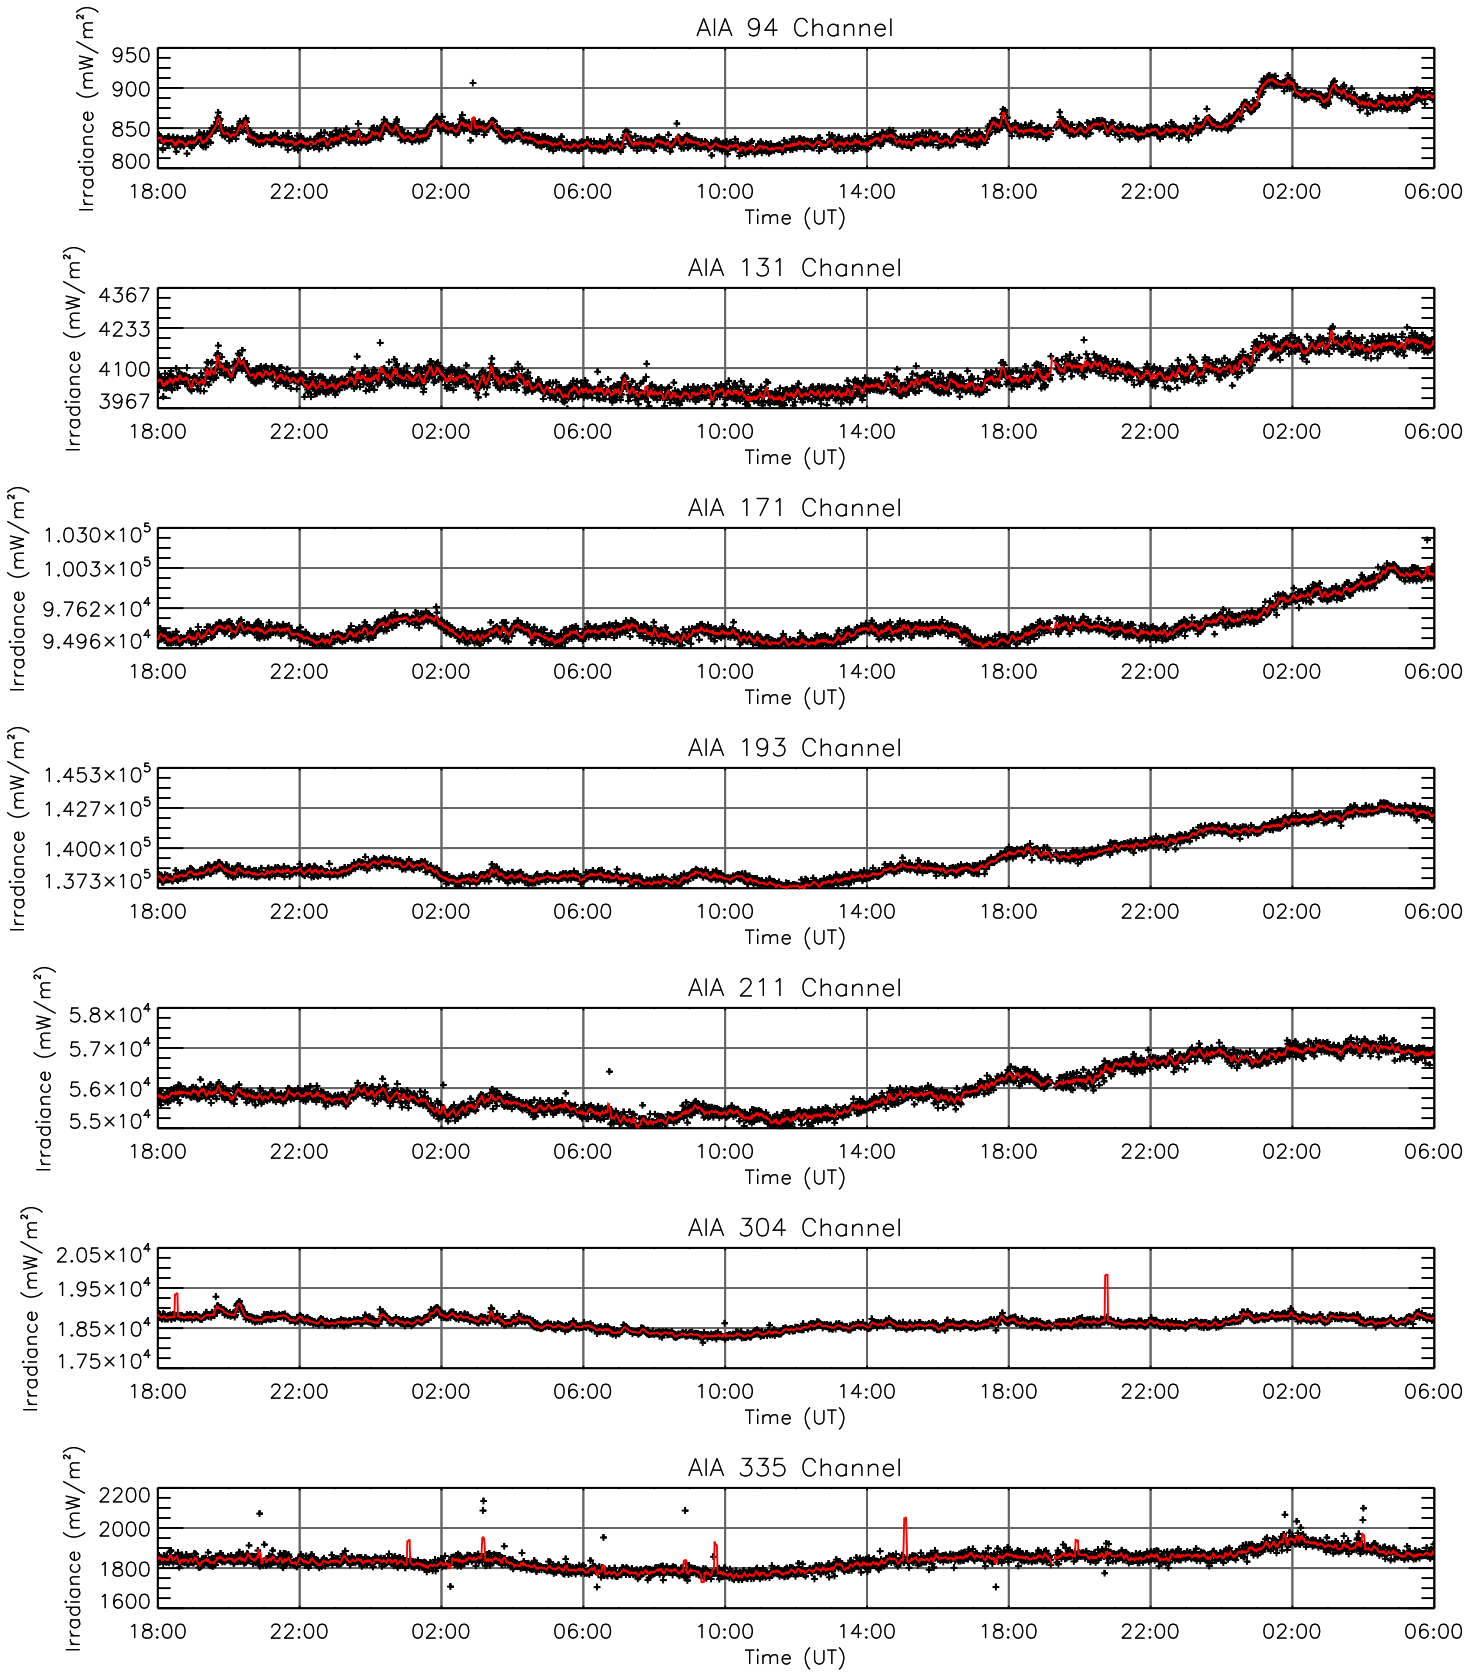 AIA 94 Channel
Irradiance (mW/m²)
950
900
850
800
18:00 22:00 02:00 06:00 10:00 14:00 18:00 22:00 02:00 06:00
Time (UT)
AIA 131 Channel
Irradiance (mW/m²)
4367
4233
4100
3967
18:00 22:00 02:00 06:00 10:00 14:00 18:00 22:00 02:00 06:00
Time (UT)
AIA 171 Channel
Irradiance (mW/m²)
1.030×10⁵
1.003×10⁵
9.762×10⁴
9.496×10⁴
18:00 22:00 02:00 06:00 10:00 14:00 18:00 22:00 02:00 06:00
Time (UT)
AIA 193 Channel
Irradiance (mW/m²)
1.453×10⁵
1.427×10⁵
1.400×10⁵
1.373×10⁵
18:00 22:00 02:00 06:00 10:00 14:00 18:00 22:00 02:00 06:00
Time (UT)
AIA 211 Channel
Irradiance (mW/m²)
5.8×10⁴
5.7×10⁴
5.6×10⁴
5.5×10⁴
18:00 22:00 02:00 06:00 10:00 14:00 18:00 22:00 02:00 06:00
Time (UT)
AIA 304 Channel
Irradiance (mW/m²)
2.05×10⁴
1.95×10⁴
1.85×10⁴
1.75×10⁴
18:00 22:00 02:00 06:00 10:00 14:00 18:00 22:00 02:00 06:00
Time (UT)
AIA 335 Channel
Irradiance (mW/m²)
2200
2000
1800
1600
18:00 22:00 02:00 06:00 10:00 14:00 18:00 22:00 02:00 06:00
Time (UT)